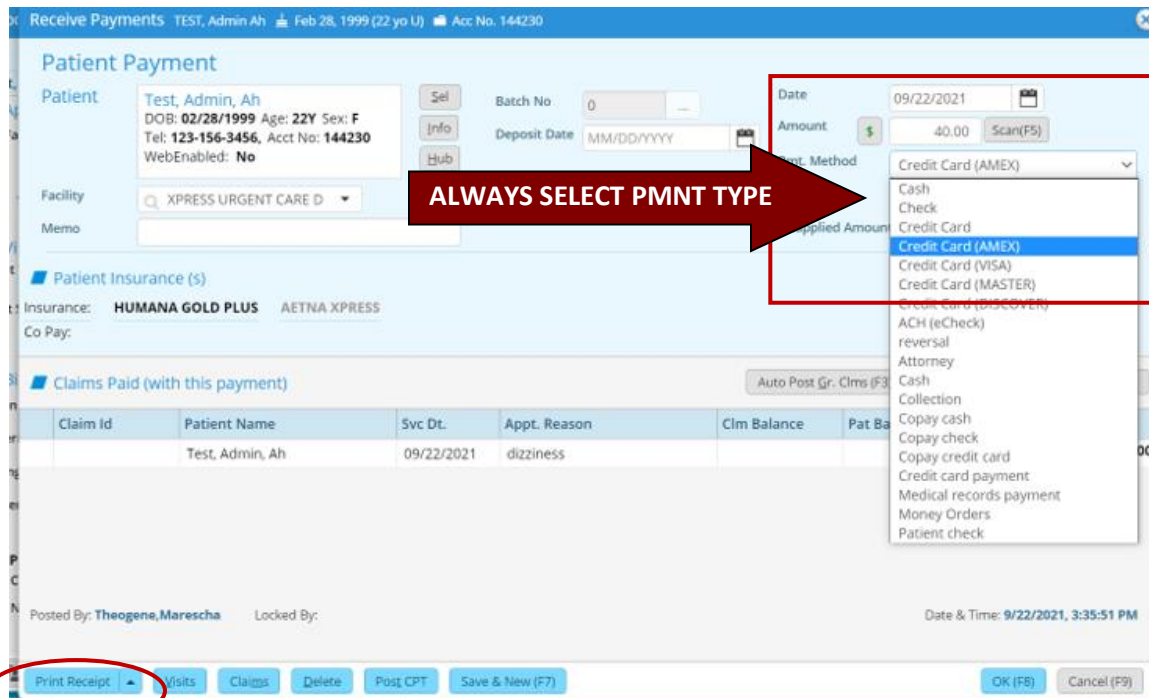 Receive Payments TEST, Admin Ah Feb 28, 1999 (22 yo U) Acc No. 144230
Patient Payment
Patient
Test, Admin, Ah
DOB: 02/28/1999 Age: 22Y Sex: F
Tel: 123-156-3456, Acct No: 144230
WebEnabled: No
Sel
Info
Hub
Batch No 0 ...
Deposit Date MM/DD/YYYY
Date 09/22/2021
Amount $ 40.00 Scan(F5)
Pmt. Method Credit Card (AMEX)
ALWAYS SELECT PMNT TYPE
Facility XPRESS URGENT CARE D
Memo
Cash
Check
Credit Card
Credit Card (AMEX)
Credit Card (VISA)
Credit Card (MASTER)
Credit Card (DISCOVER)
ACH (eCheck)
reversal
Attorney
Cash
Collection
Copay cash
Copay check
Copay credit card
Credit card payment
Medical records payment
Money Orders
Patient check
Patient Insurance (s)
Insurance: HUMANA GOLD PLUS AETNA XPRESS
Co Pay:
Claims Paid (with this payment)
Auto Post Gr. Clms (F3
Claim Id Patient Name Svc Dt. Appt. Reason Clm Balance Pat Ba
Test, Admin, Ah 09/22/2021 dizziness
Posted By: Theogene,Marescha Locked By: Date & Time: 9/22/2021, 3:35:51 PM
Print Receipt Visits Claims Delete Post CPT Save & New (F7) OK (F8) Cancel (F9)